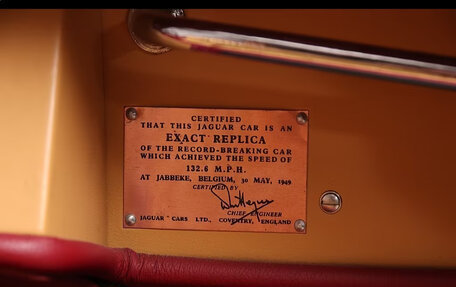 CERTIFIED
THAT THIS JAGUAR CAR IS AN
EXACT REPLICA
OF THE RECORD-BREAKING CAR
WHICH ACHIEVED THE SPEED OF
132.6 M.P.H.
AT JABBEKE, BELGIUM, 30 MAY, 1949
CERTIFIED BY
CHIEF ENGINEER
JAGUAR CARS LTD., COVENTRY, ENGLAND